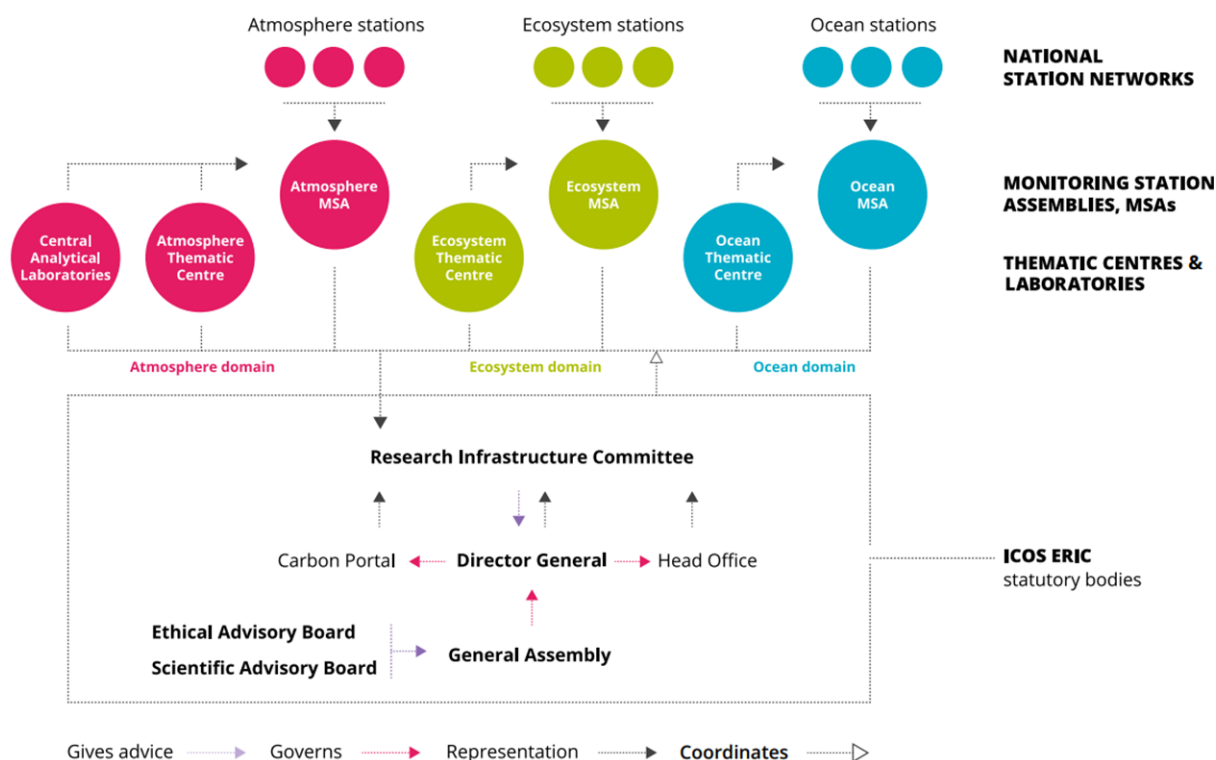 Atmosphere stations
Ecosystem stations
Ocean stations
NATIONAL
STATION NETWORKS
Atmosphere
MSA
Ecosystem
MSA
Ocean
MSA
MONITORING STATION
ASSEMBLIES, MSAs
Central
Analytical
Laboratories
Atmosphere
Thematic
Centre
Ecosystem
Thematic
Centre
Ocean
Thematic
Centre
THEMATIC CENTRES &
LABORATORIES
Atmosphere domain
Ecosystem domain
Ocean domain
Research Infrastructure Committee
Carbon Portal
Director General
Head Office
ICOS ERIC
statutory bodies
Ethical Advisory Board
Scientific Advisory Board
General Assembly
Gives advice
Governs
Representation
Coordinates